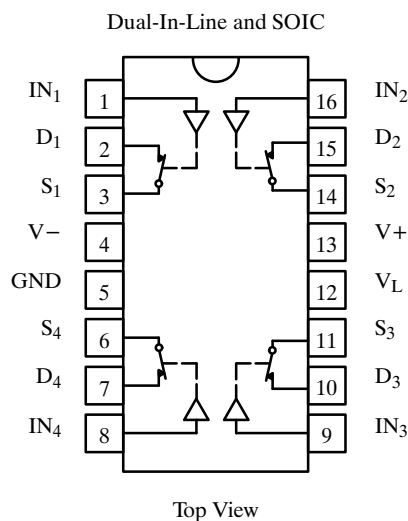 Dual-In-Line and SOIC
IN₁ 1 16 IN₂
D₁ 2 15 D₂
S₁ 3 14 S₂
V− 4 13 V+
GND 5 12 V_L
S₄ 6 11 S₃
D₄ 7 10 D₃
IN₄ 8 9 IN₃
Top View